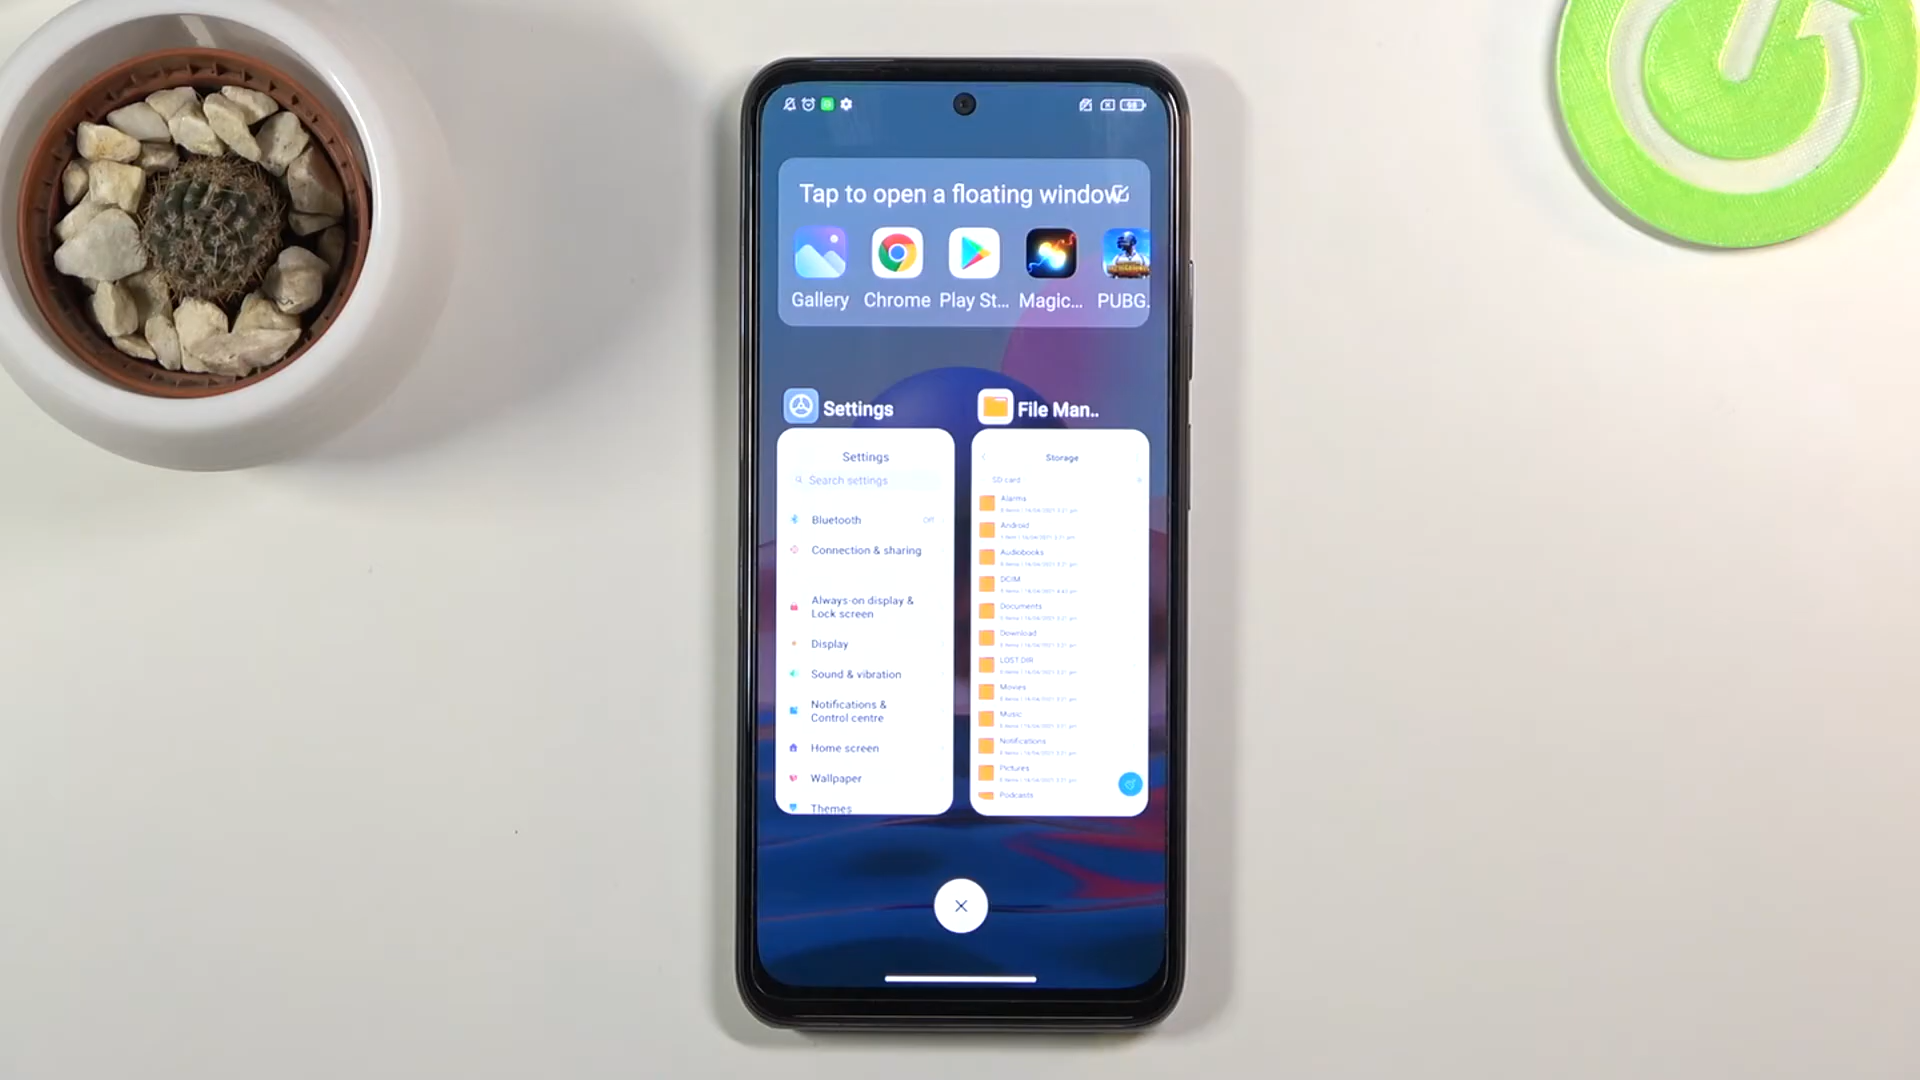 98
Tap to open a floating window
Gallery Chrome Play St... Magic... PUBG.
Settings
Settings
Search settings
Bluetooth Off
Connection & sharing
Always-on display &
Lock screen
Display
Sound & vibration
Notifications &
Control centre
Home screen
Wallpaper
Themes
File Man..
Storage
SD card
Alarms
Android
Audiobooks
DCIM
Documents
Download
LOST.DIR
Movies
Music
Notifications
Pictures
Podcasts